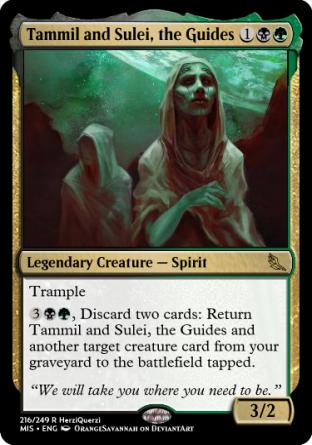 Tammil and Sulei, the Guides 1
Legendary Creature — Spirit
Trample
3, Discard two cards: Return
Tammil and Sulei, the Guides and
another target creature card from your
graveyard to the battlefield tapped.
“We will take you where you need to be.”
3/2
216/249 R HerziQuerzi
MIS • ENG OrangeSavannah on DeviantArt